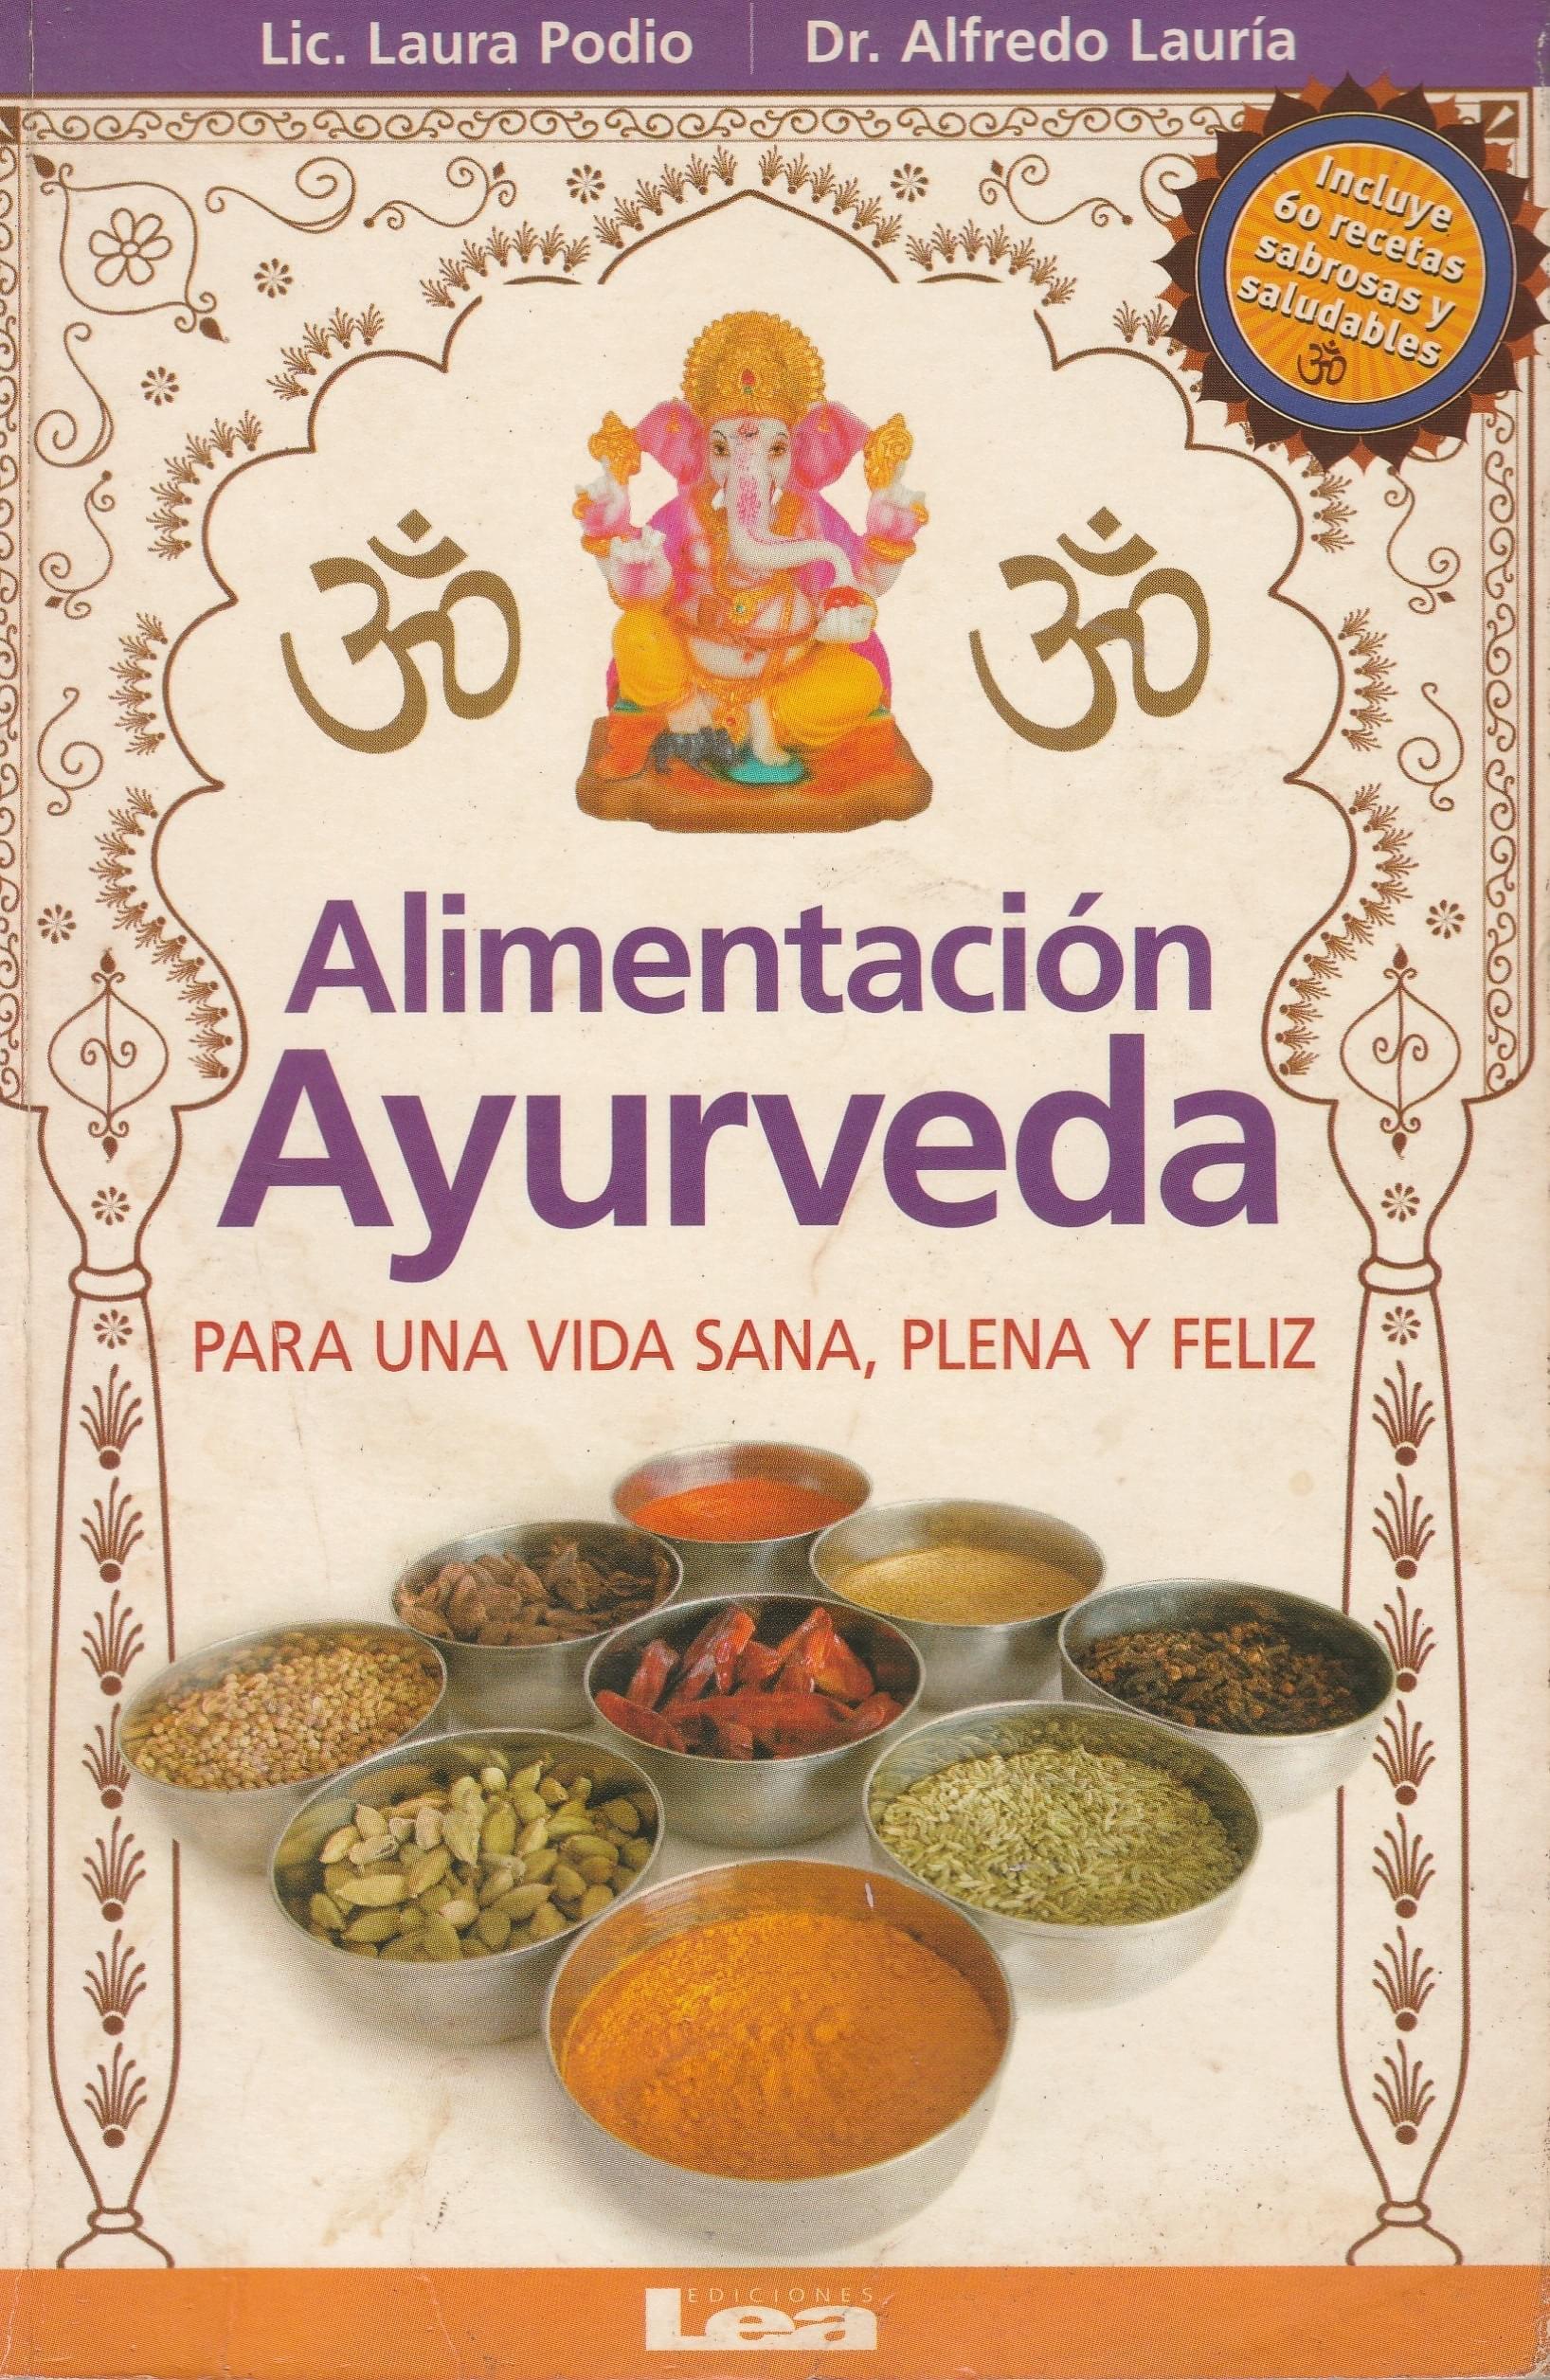 Lic. Laura Podio
Dr. Alfredo Lauría
Incluye
60 recetas
sabrosas y
saludables
ॐ
ॐ ॐ
Alimentación
Ayurveda
PARA UNA VIDA SANA, PLENA Y FELIZ
EDICIONES
Lea